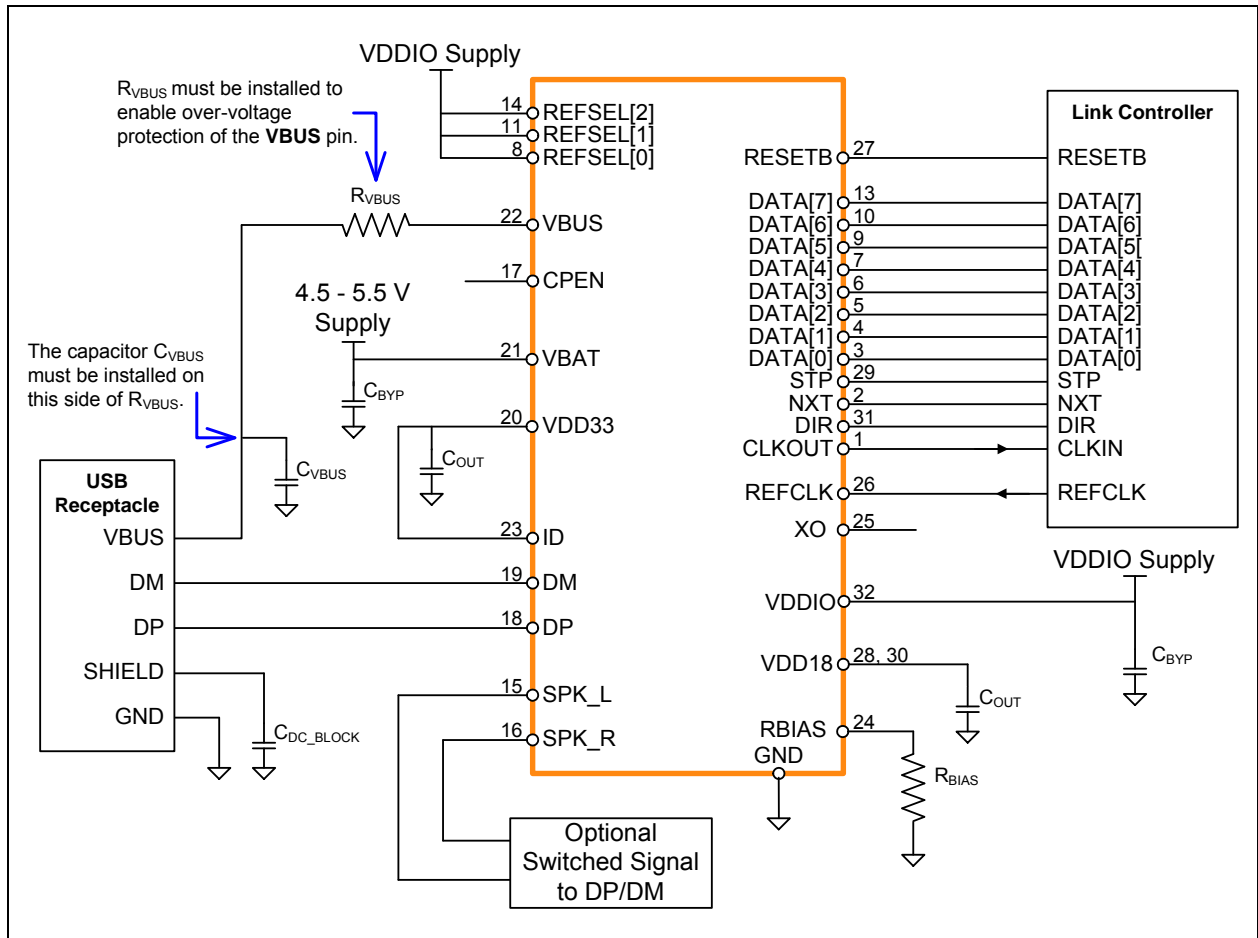 VDDIO Supply
RVBUS must be installed to
enable over-voltage
protection of the VBUS pin.
RVBUS
4.5 - 5.5 V
Supply
The capacitor CVBUS
must be installed on
this side of RVBUS.
CBYP
COUT
CVBUS
USB
Receptacle
VBUS
DM
DP
SHIELD
GND
CDC_BLOCK
14 REFSEL[2]
11 REFSEL[1]
8 REFSEL[0]
22 VBUS
17 CPEN
21 VBAT
20 VDD33
23 ID
19 DM
18 DP
15 SPK_L
16 SPK_R
Optional
Switched Signal
to DP/DM
RESETB 27
DATA[7] 13
DATA[6] 10
DATA[5] 9
DATA[4] 7
DATA[3] 6
DATA[2] 5
DATA[1] 4
DATA[0] 3
STP 29
NXT 2
DIR 31
CLKOUT 1
REFCLK 26
XO 25
VDDIO 32
VDD18 28, 30
RBIAS 24
GND
Link Controller
RESETB
DATA[7]
DATA[6]
DATA[5[
DATA[4]
DATA[3]
DATA[2]
DATA[1]
DATA[0]
STP
NXT
DIR
CLKIN
REFCLK
VDDIO Supply
CBYP
COUT
RBIAS